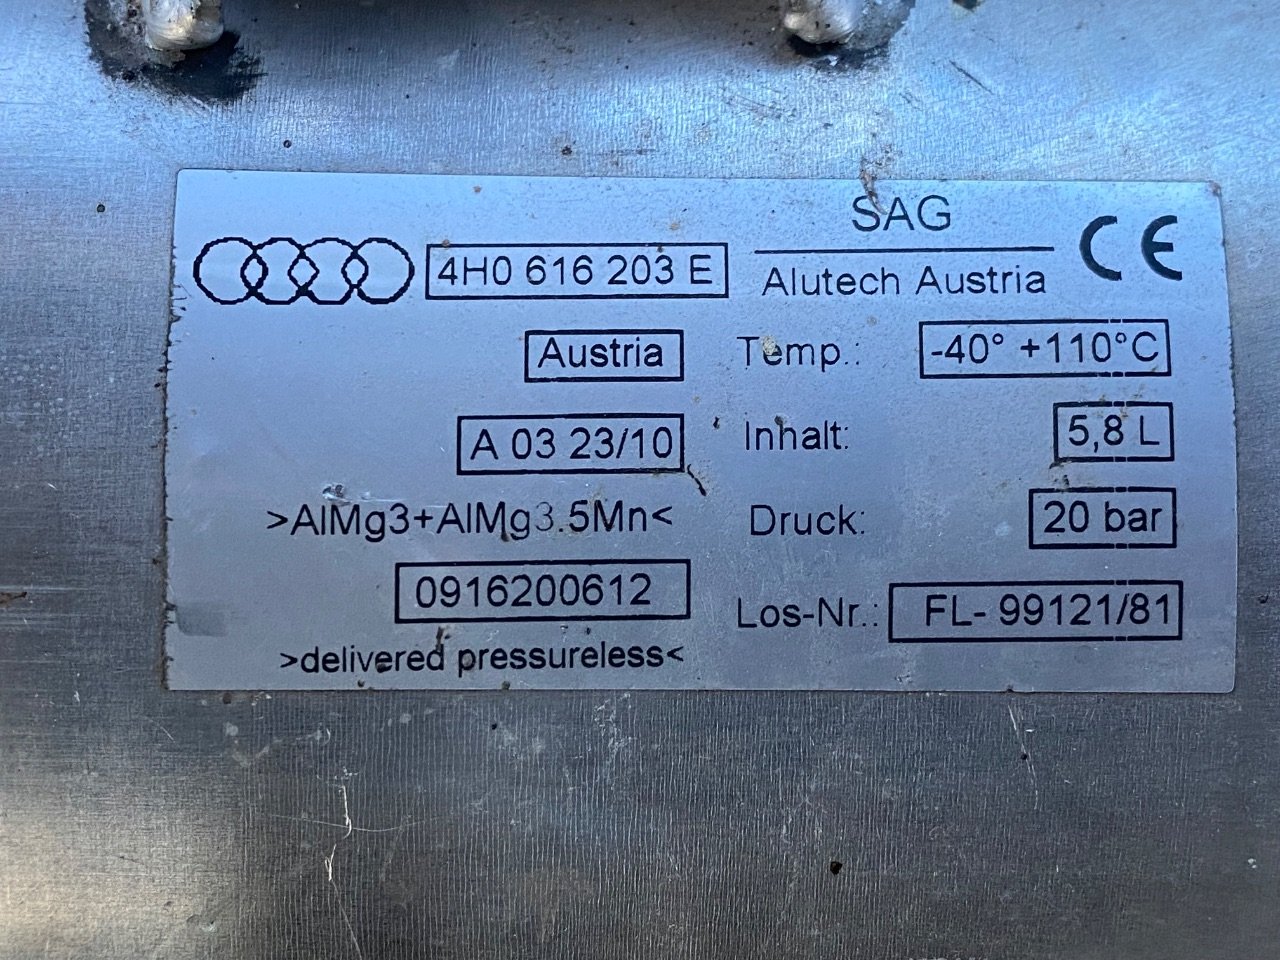 4H0 616 203 E
SAG
Alutech Austria
CE
Austria
Temp.: -40° +110°C
A 03 23/10
Inhalt: 5,8 L
>AlMg3+AlMg3.5Mn<
Druck: 20 bar
0916200612
Los-Nr.: FL- 99121/81
>delivered pressureless<